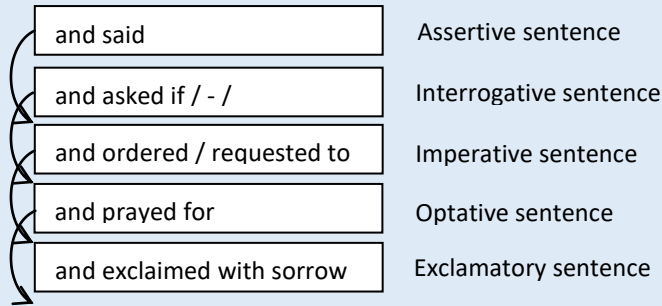 and said Assertive sentence
and asked if / - / Interrogative sentence
and ordered / requested to Imperative sentence
and prayed for Optative sentence
and exclaimed with sorrow Exclamatory sentence